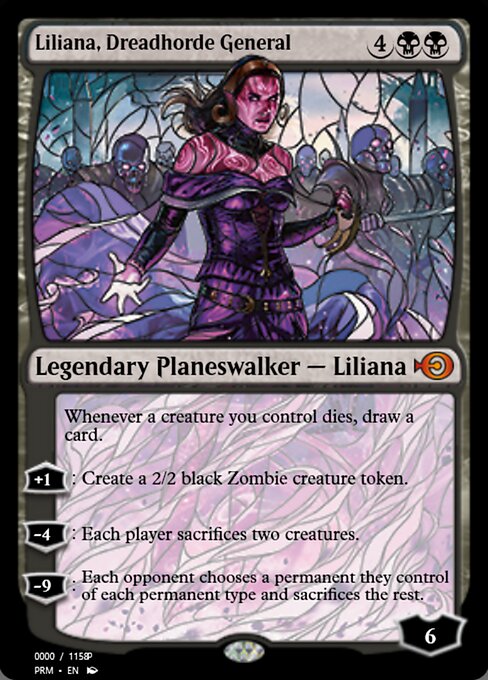 Liliana, Dreadhorde General 4
Legendary Planeswalker — Liliana
Whenever a creature you control dies, draw a
card.
+1 : Create a 2/2 black Zombie creature token.
-4 : Each player sacrifices two creatures.
-9 : Each opponent chooses a permanent they control
of each permanent type and sacrifices the rest.
6
0000 / 1158P
PRM • EN